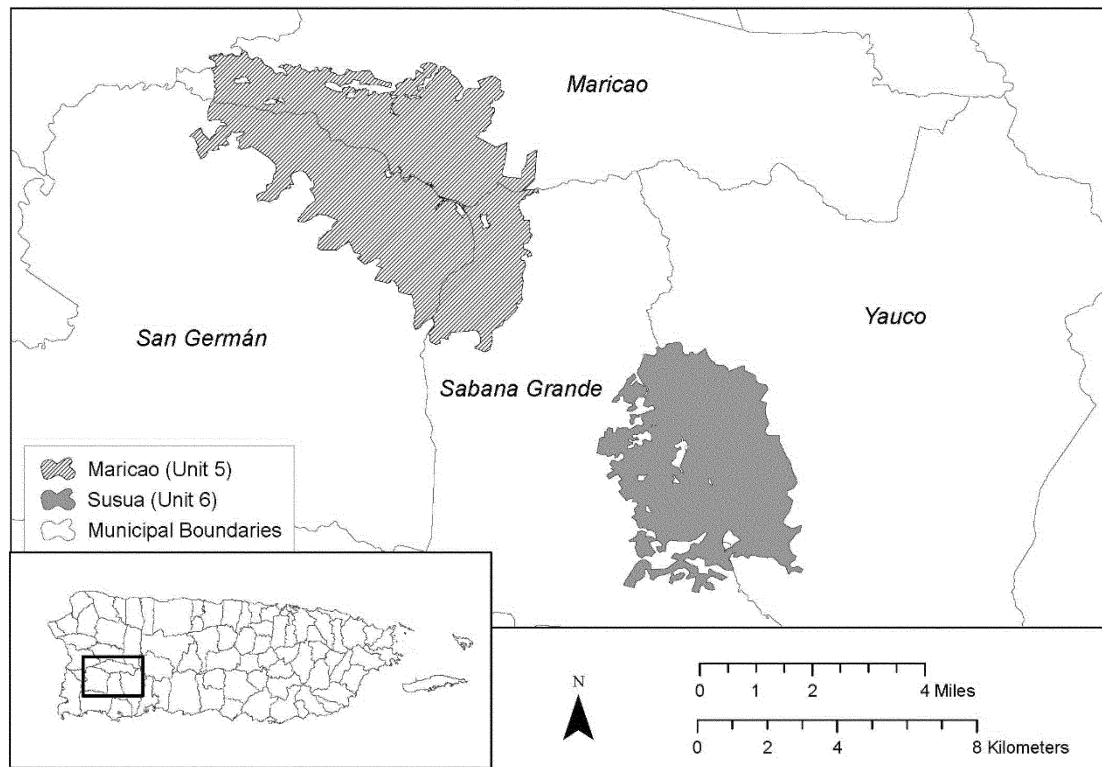 Maricao
San Germán
Yauco
Sabana Grande
Maricao (Unit 5)
Susua (Unit 6)
Municipal Boundaries
N
0 1 2 4 Miles
0 2 4 8 Kilometers